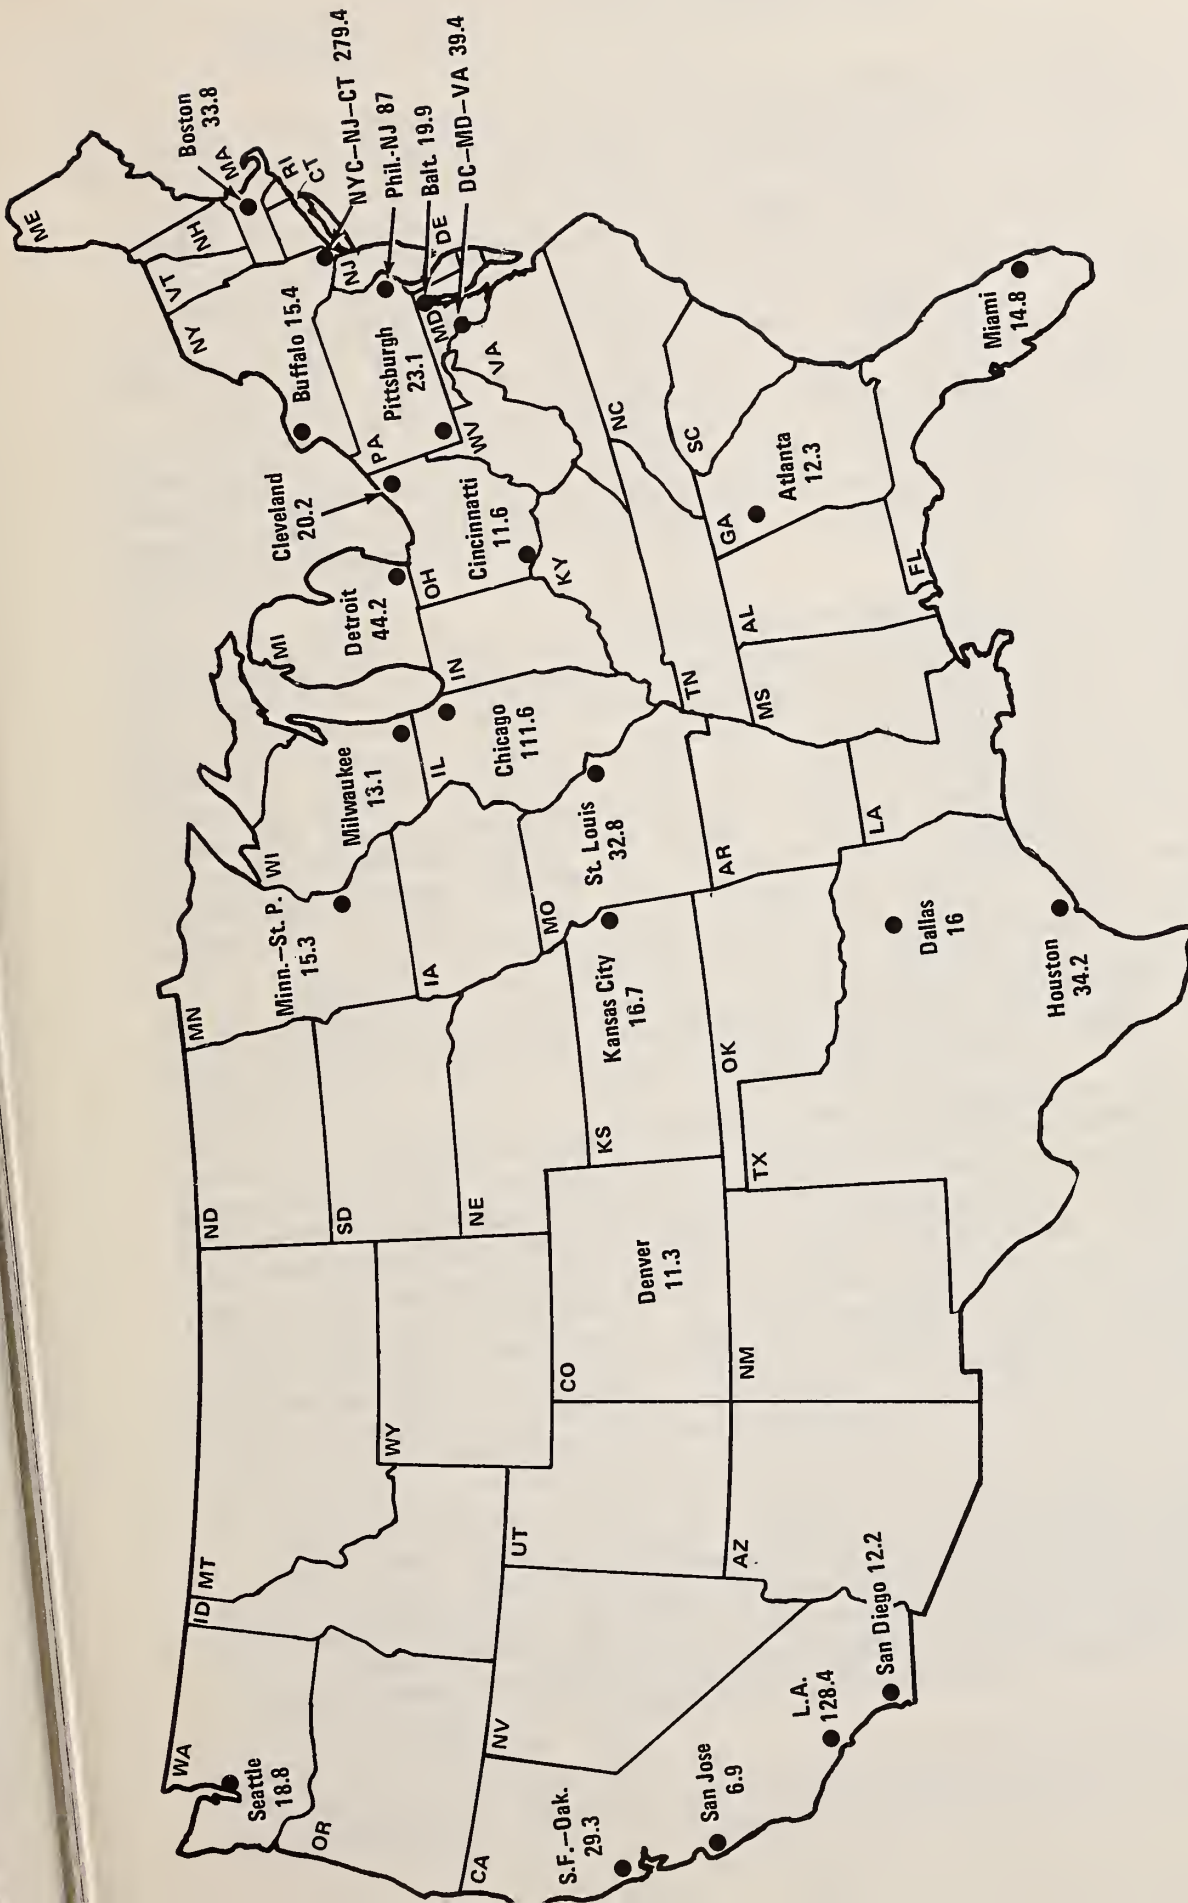 WA
Seattle
18.8
OR
CA
S.F.–Oak.
29.3
San Jose
6.9
L.A.
128.4
San Diego 12.2
NV
ID
MT
UT
AZ
WY
CO
Denver
11.3
NM
ND
SD
NE
KS
Kansas City
16.7
OK
TX
Dallas
16
Houston
34.2
MN
Minn.–St. P.
15.3
IA
MO
St. Louis
32.8
AR
LA
WI
Milwaukee
13.1
IL
Chicago
111.6
MI
Detroit
44.2
IN
OH
Cleveland
20.2
Cincinnatti
11.6
KY
TN
MS
AL
GA
Atlanta
12.3
FL
Miami
14.8
SC
NC
VA
WV
PA
Pittsburgh
23.1
NY
Buffalo 15.4
VT
NH
ME
Boston
33.8
MA
RI
CT
NYC–NJ–CT 279.4
NJ
Phil.-NJ 87
Balt. 19.9
DE
MD
DC–MD–VA 39.4